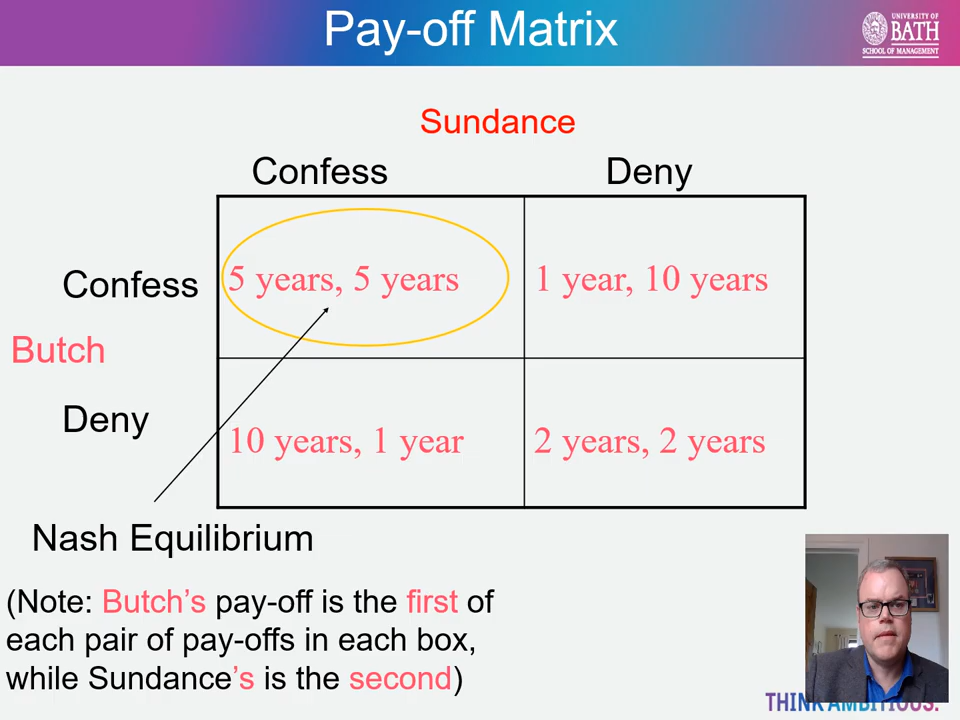 Pay-off Matrix
UNIVERSITY OF
BATH
SCHOOL OF MANAGEMENT
Sundance
Confess Deny
Confess 5 years, 5 years 1 year, 10 years
Butch
Deny 10 years, 1 year 2 years, 2 years
Nash Equilibrium
(Note: Butch's pay-off is the first of
each pair of pay-offs in each box,
while Sundance's is the second)
THINK AMBITIOUS.